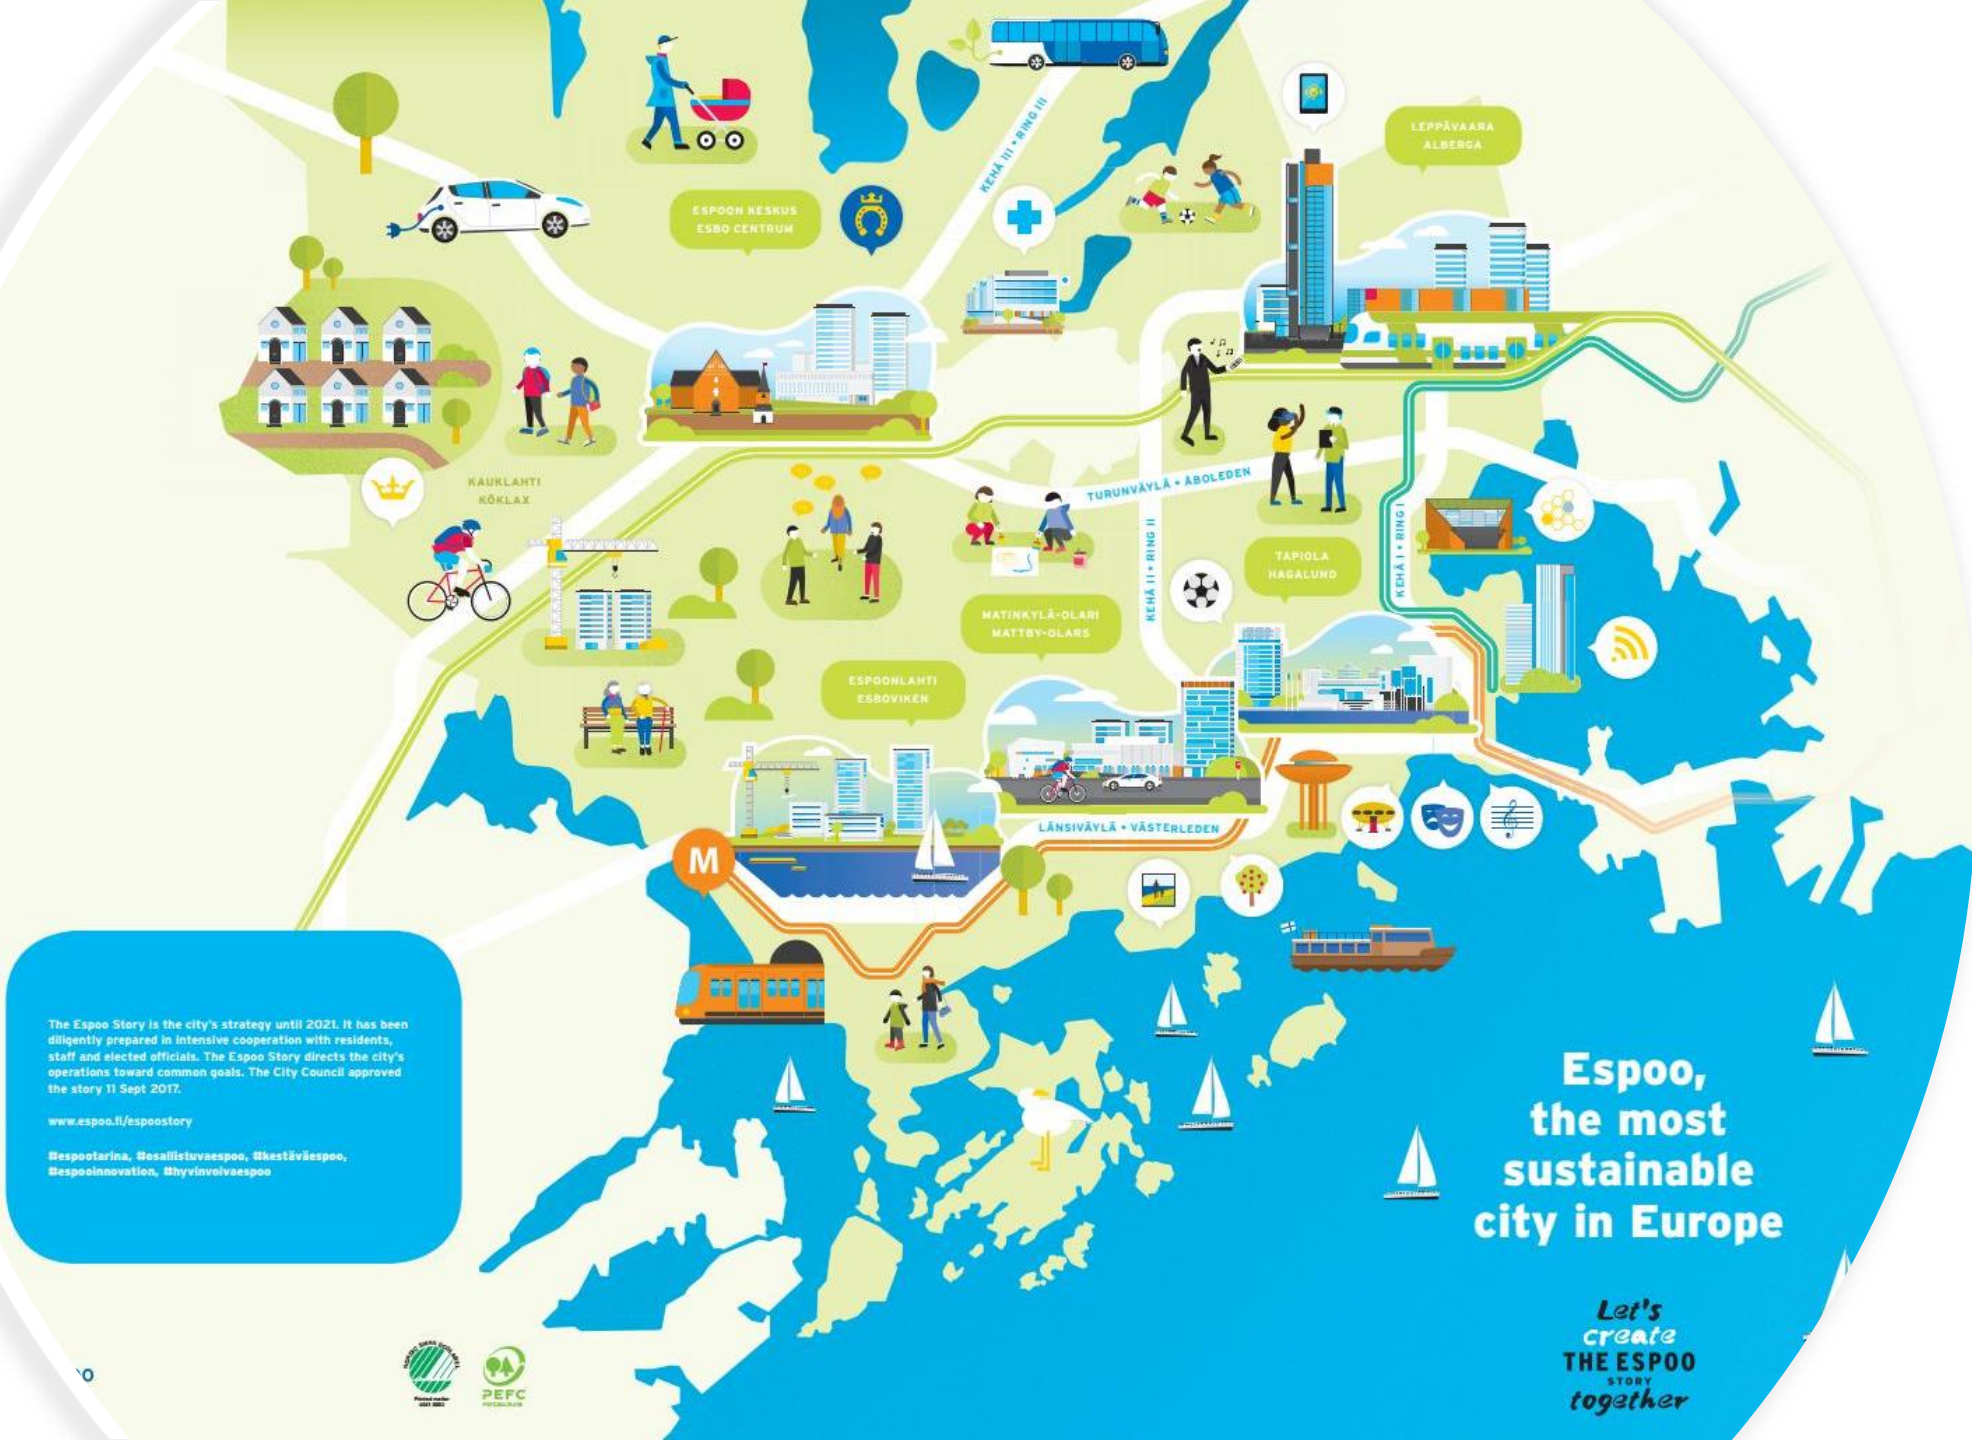 KEHÄ III • RING III
LEPPÄVAARA
ALBERGA
ESPOON KESKUS
ESBO CENTRUM
KAUKLAHTI
KÖKLAX
TURUNVÄYLÄ • ÅBOLEDEN
KEHÄ II • RING II
KEHÄ I • RING I
TAPIOLA
HAGALUND
MATINKYLÄ-OLARI
MATTBY-OLARS
ESPOONLAHTI
ESBOVIKEN
LÄNSIVÄYLÄ • VÄSTERLEDEN
M
The Espoo Story is the city's strategy until 2021. It has been
diligently prepared in intensive cooperation with residents,
staff and elected officials. The Espoo Story directs the city's
operations toward common goals. The City Council approved
the story 11 Sept 2017.
www.espoo.fi/espoostory
#espootarina, #osallistuvaespoo, #kestäväespoo,
#espooinnovation, #hyvinvoivaespoo
Espoo,
the most
sustainable
city in Europe
Let's
create
THE ESPOO
STORY
together
NORDIC SWAN ECOLABEL
Printed matter
PEFC